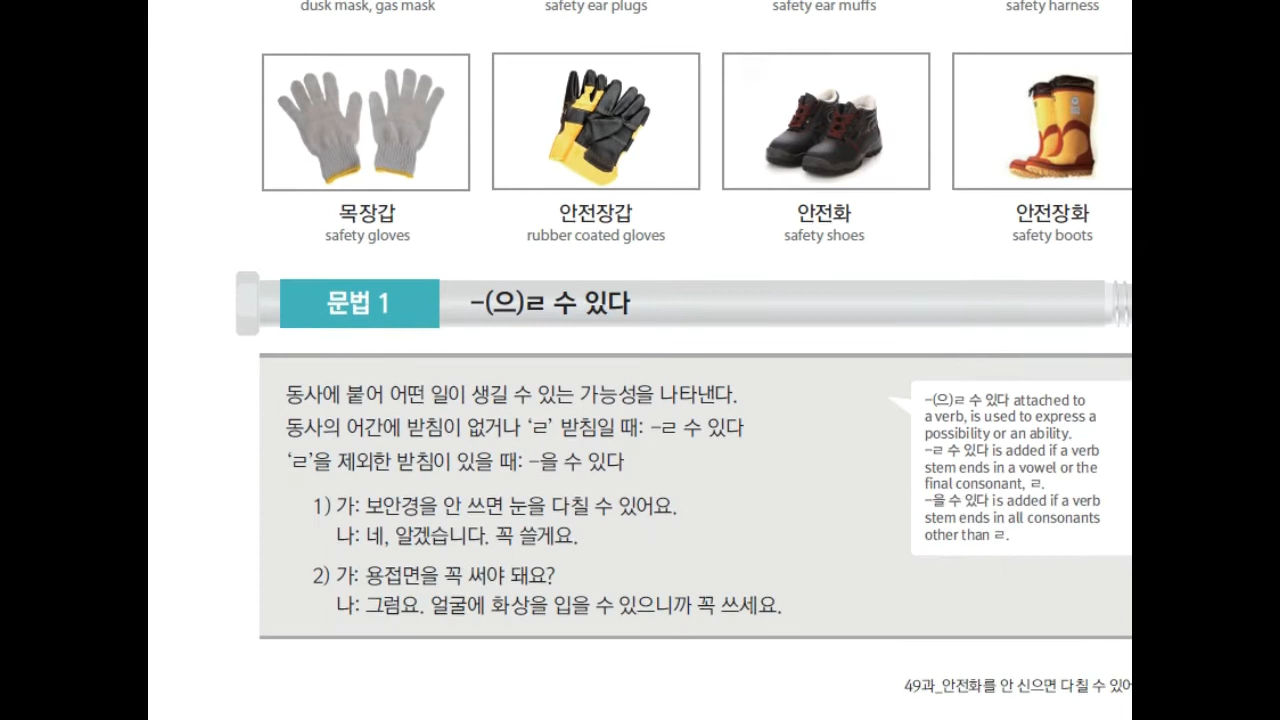 dusk mask, gas mask
safety ear plugs
safety ear muffs
safety harness
목장갑
안전장갑
안전화
안전장화
safety gloves
rubber coated gloves
safety shoes
safety boots
문법 1
-(으)ㄹ 수 있다
동사에 붙어 어떤 일이 생길 수 있는 가능성을 나타낸다.
동사의 어간에 받침이 없거나 ‘ㄹ’ 받침일 때: -ㄹ 수 있다
‘ㄹ’을 제외한 받침이 있을 때: -을 수 있다
1) 가: 보안경을 안 쓰면 눈을 다칠 수 있어요.
나: 네, 알겠습니다. 꼭 쓸게요.
2) 가: 용접면을 꼭 써야 돼요?
나: 그럼요. 얼굴에 화상을 입을 수 있으니까 꼭 쓰세요.
-(으)ㄹ 수 있다 attached to
a verb, is used to express a
possibility or an ability.
-ㄹ 수 있다 is added if a verb
stem ends in a vowel or the
final consonant, ㄹ.
-을 수 있다 is added if a verb
stem ends in all consonants
other than ㄹ.
49과_안전화를 안 신으면 다칠 수 있어